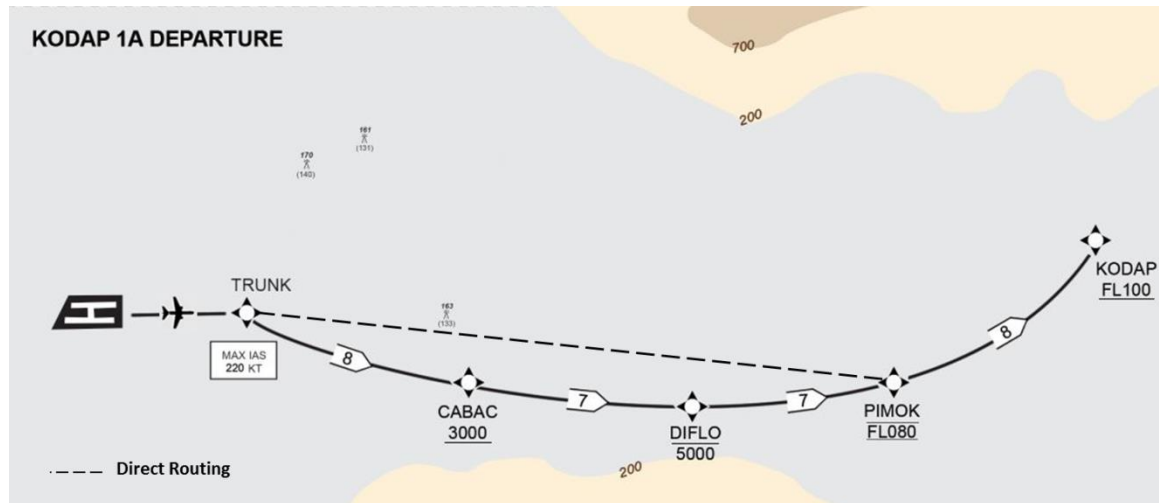 KODAP 1A DEPARTURE
700
200
161
(131)
170
(140)
TRUNK
163
(133)
KODAP
FL100
MAX IAS
220 KT
8
7
7
8
CABAC
3000
DIFLO
5000
PIMOK
FL080
200
Direct Routing